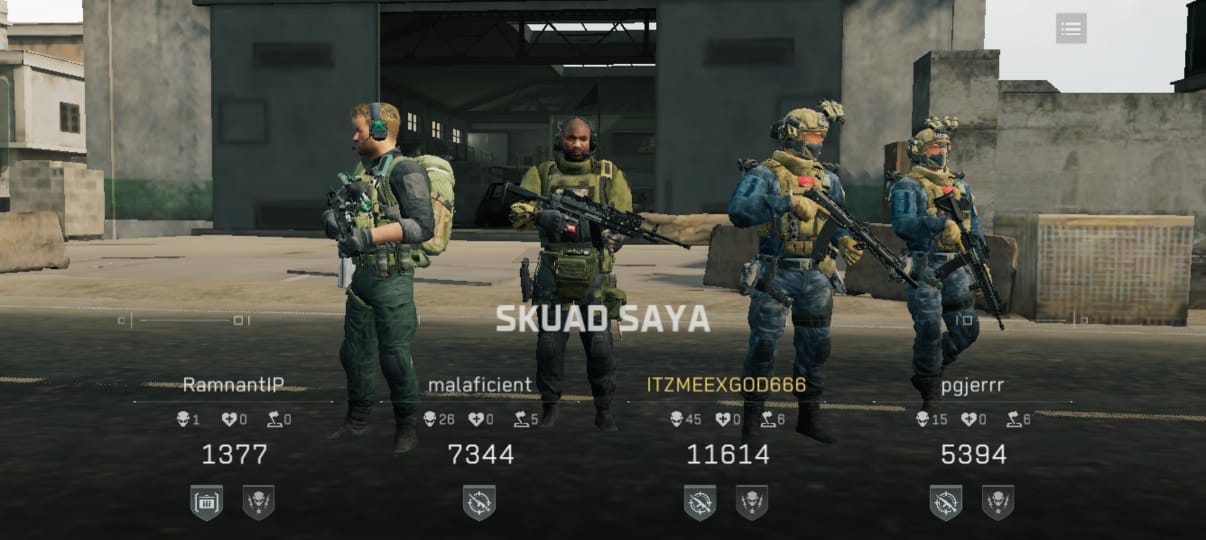 SKUAD SAYA
RamnantIP malaficient ITZMEEXGOD666 pgjerrr
1 0 0 26 0 5 45 0 6 15 0 6
1377 7344 11614 5394